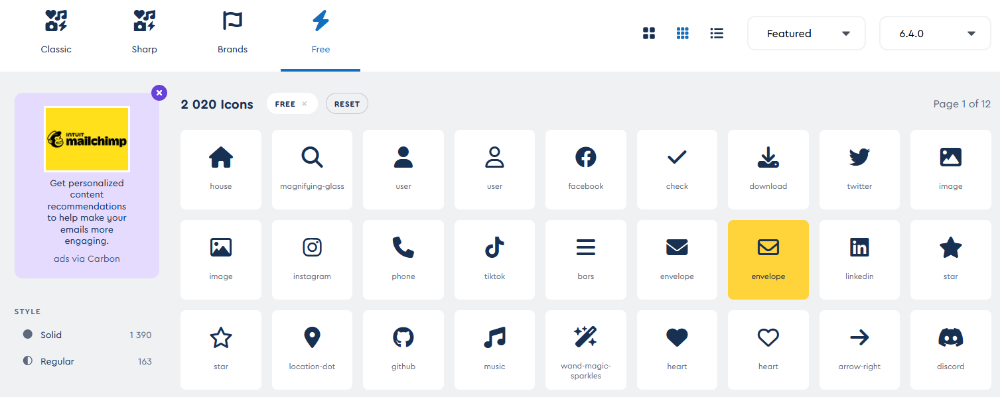 Classic
Sharp
Brands
Free
Featured
6.4.0
INTUIT
mailchimp
Get personalized
content
recommendations
to help make your
emails more
engaging.
ads via Carbon
STYLE
Solid 1 390
Regular 163
2 020 Icons
FREE ×
RESET
Page 1 of 12
house
magnifying-glass
user
user
facebook
check
download
twitter
image
image
instagram
phone
tiktok
bars
envelope
envelope
linkedin
star
star
location-dot
github
music
wand-magic-
sparkles
heart
heart
arrow-right
discord